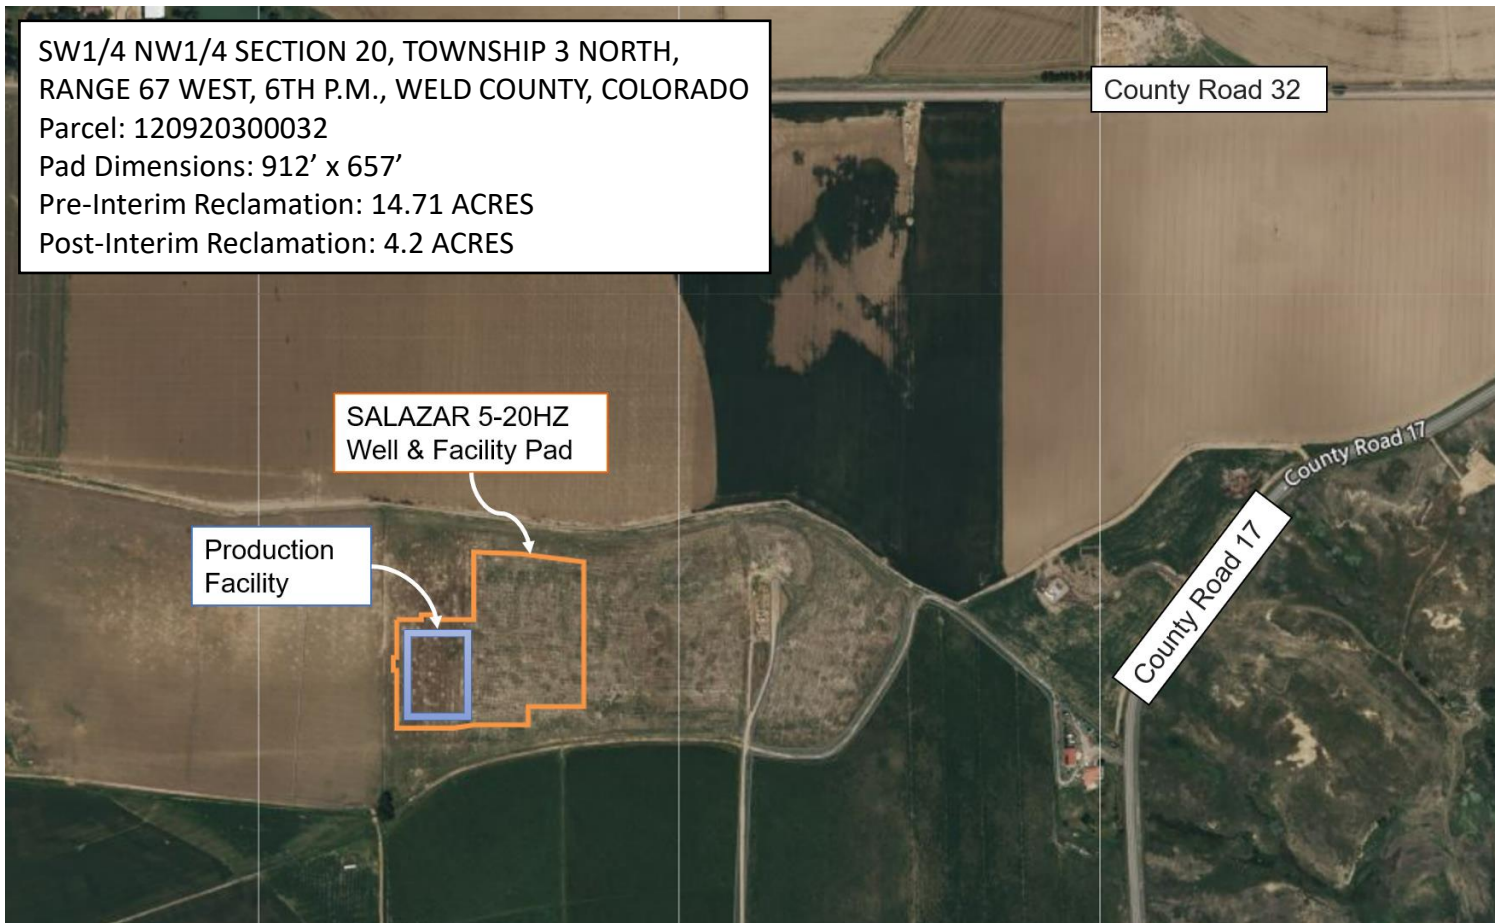 SW1/4 NW1/4 SECTION 20, TOWNSHIP 3 NORTH,
RANGE 67 WEST, 6TH P.M., WELD COUNTY, COLORADO
Parcel: 120920300032
Pad Dimensions: 912’ x 657’
Pre-Interim Reclamation: 14.71 ACRES
Post-Interim Reclamation: 4.2 ACRES
County Road 32
SALAZAR 5-20HZ
Well & Facility Pad
County Road 17
Production
Facility
County Road 17